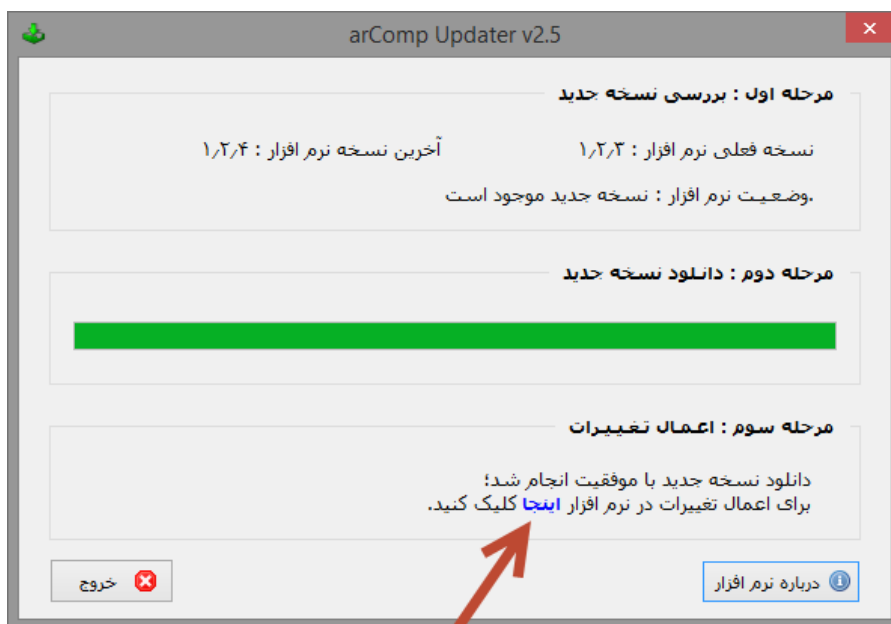 arComp Updater v2.5
مرحله اول : بررسی نسخه جدید
نسخه فعلی نرم افزار : ۱٫۲٫۳
آخرین نسخه نرم افزار : ۱٫۲٫۴
وضعیت نرم افزار : نسخه جدید موجود است.
مرحله دوم : دانلود نسخه جدید
مرحله سوم : اعمال تغییرات
دانلود نسخه جدید با موفقیت انجام شد؛
برای اعمال تغییرات در نرم افزار اینجا کلیک کنید.
درباره نرم افزار
خروج